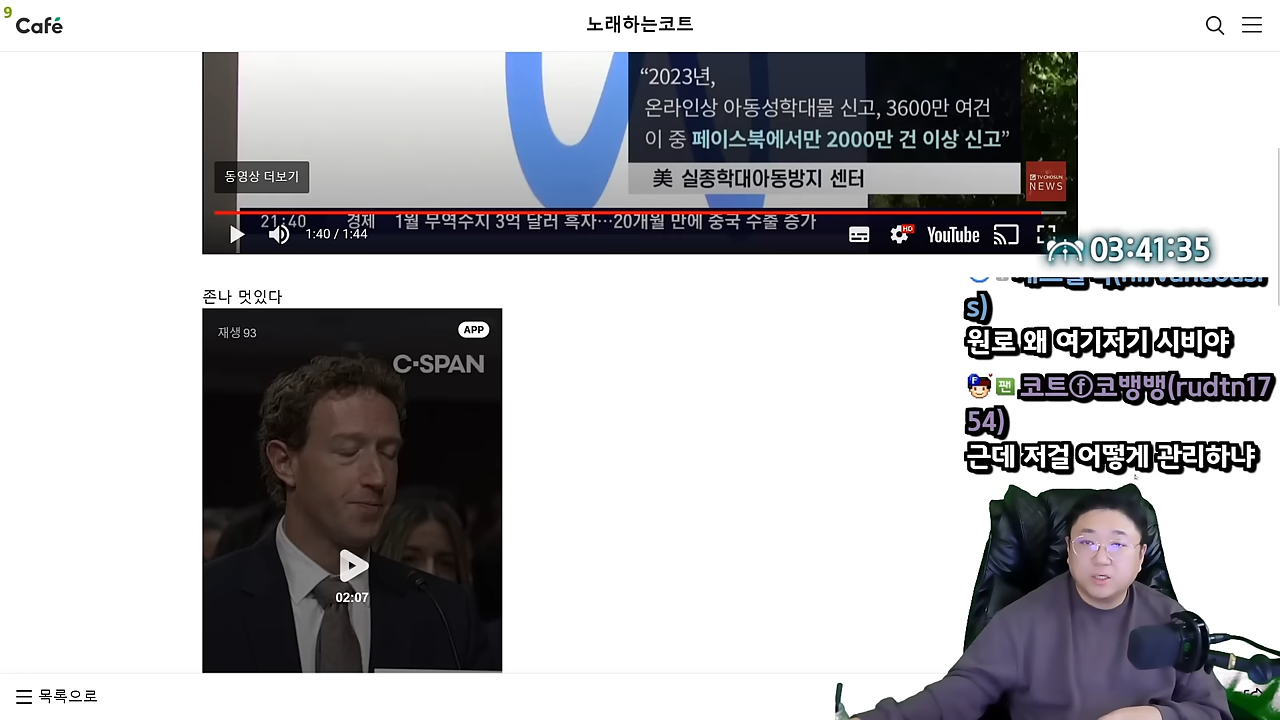 9
Café
노래하는코트
“2023년,
온라인상 아동성학대물 신고, 3600만 여건
이 중 페이스북에서만 2000만 건 이상 신고”
동영상 더보기
美 실종학대아동방지 센터
TV CHOSUN
NEWS
21:40 경제 1월 무역수지 3억 달러 흑자…20개월 만에 중국 수출 증가
1:40 / 1:44
HD
YouTube
03:41:35
존나 멋있다
재생 93
APP
C-SPAN
02:07
s)
원로 왜 여기저기 시비야
F 팬 코트ⓕ코뱅뱅(rudtn17
54)
근데 저걸 어떻게 관리하냐
목록으로